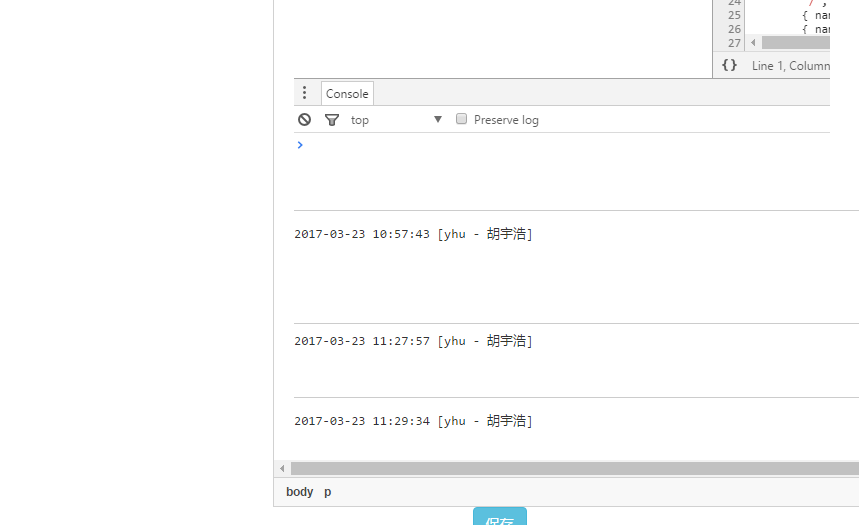 24
25 { nam
26 { nam
27
{} Line 1, Column
Console
top Preserve log
2017-03-23 10:57:43 [yhu - 胡宇浩]
2017-03-23 11:27:57 [yhu - 胡宇浩]
2017-03-23 11:29:34 [yhu - 胡宇浩]
body p
保存